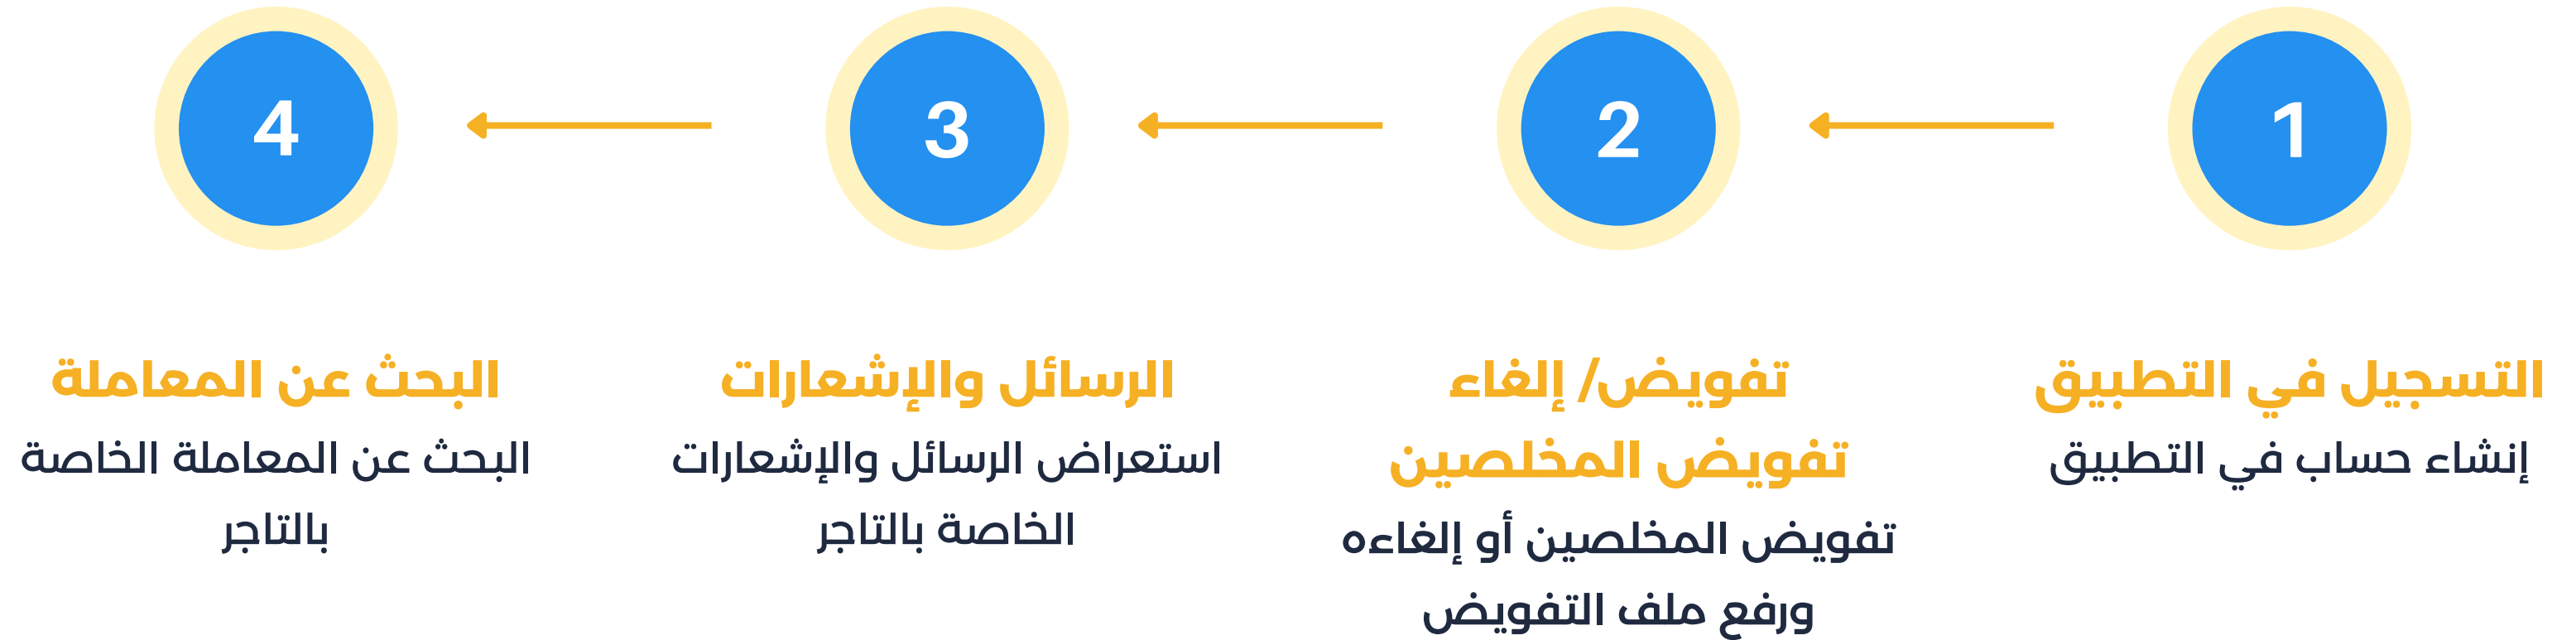 1
التسجيل في التطبيق
إنشاء حساب في التطبيق
2
تفويض/ إلغاء
تفويض المخلصين
تفويض المخلصين أو إلغاءه
ورفع ملف التفويض
3
الرسائل والإشعارات
استعراض الرسائل والإشعارات
الخاصة بالتاجر
4
البحث عن المعاملة
البحث عن المعاملة الخاصة
بالتاجر